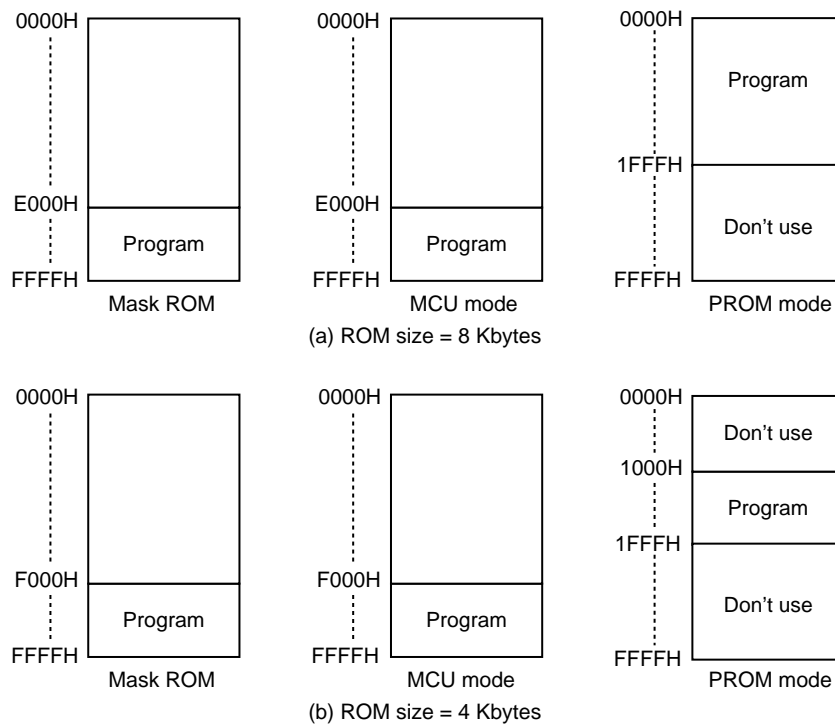 0000H
E000H
Program
FFFFH
Mask ROM
0000H
E000H
Program
FFFFH
MCU mode
0000H
Program
1FFFH
Don't use
FFFFH
PROM mode
(a) ROM size = 8 Kbytes
0000H
F000H
Program
FFFFH
Mask ROM
0000H
F000H
Program
FFFFH
MCU mode
0000H
Don't use
1000H
Program
1FFFH
Don't use
FFFFH
PROM mode
(b) ROM size = 4 Kbytes